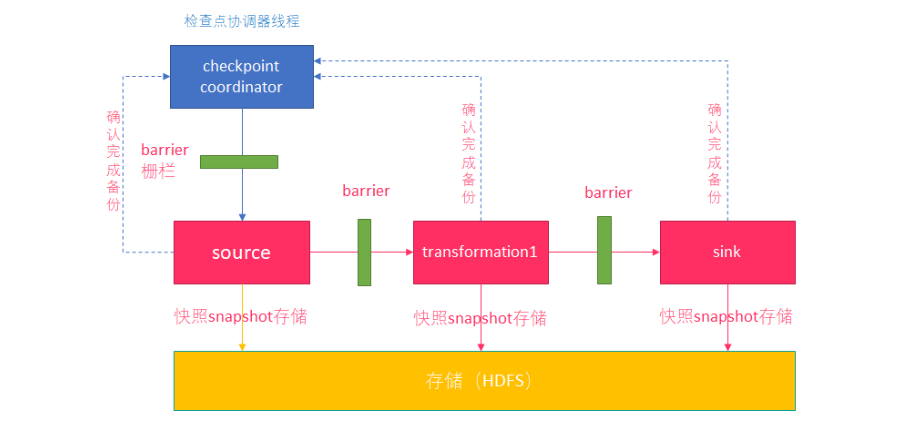 检查点协调器线程
checkpoint
coordinator
确认完成备份
barrier
栅栏
确认完成备份
确认完成备份
barrier
barrier
source
transformation1
sink
快照snapshot存储
快照snapshot存储
快照snapshot存储
存储（HDFS）